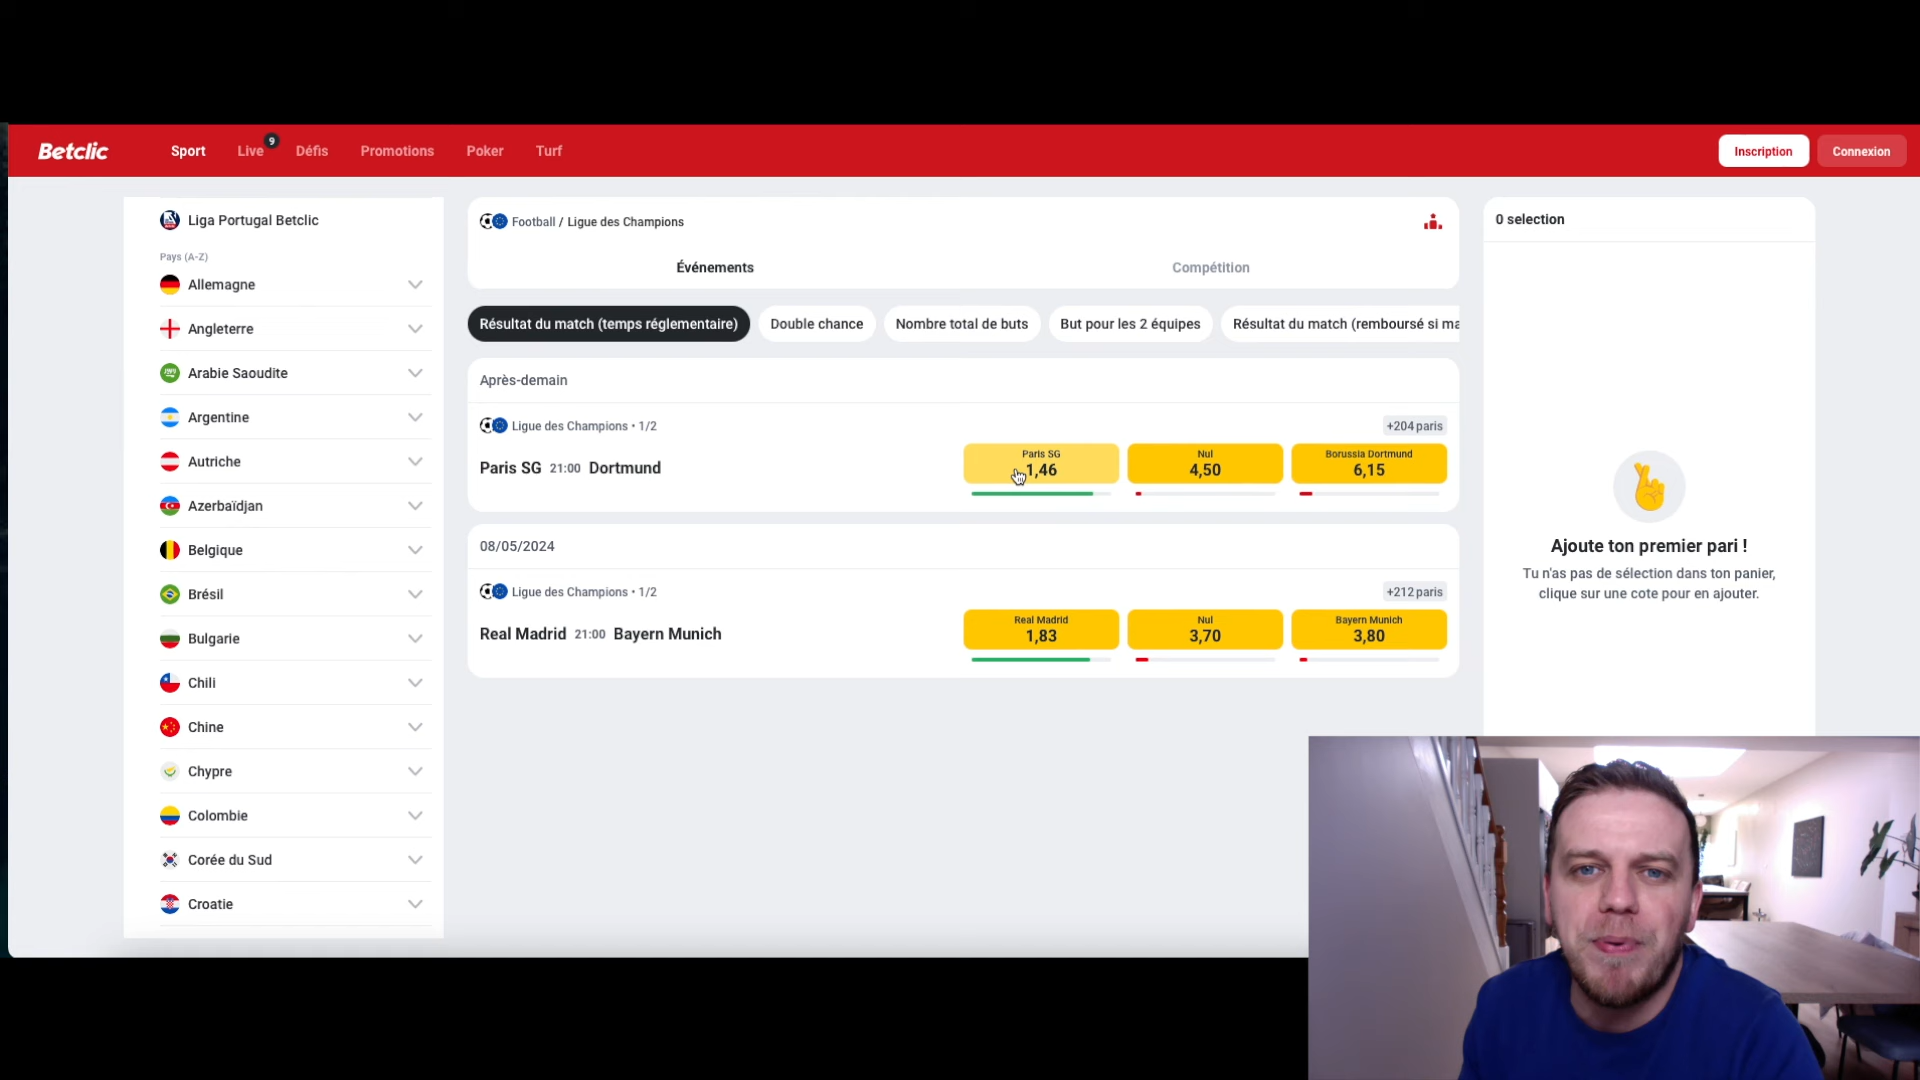 Betclic
Sport
Live
9
Défis
Promotions
Poker
Turf
Inscription
Connexion
Liga Portugal Betclic
Pays (A-Z)
Allemagne
Angleterre
Arabie Saoudite
Argentine
Autriche
Azerbaïdjan
Belgique
Brésil
Bulgarie
Chili
Chine
Chypre
Colombie
Corée du Sud
Croatie
Football / Ligue des Champions
Événements
Compétition
Résultat du match (temps réglementaire)
Double chance
Nombre total de buts
But pour les 2 équipes
Résultat du match (remboursé si ma
Après-demain
Ligue des Champions • 1/2
+204 paris
Paris SG 21:00 Dortmund
Paris SG
1,46
Nul
4,50
Borussia Dortmund
6,15
08/05/2024
Ligue des Champions • 1/2
+212 paris
Real Madrid 21:00 Bayern Munich
Real Madrid
1,83
Nul
3,70
Bayern Munich
3,80
0 selection
Ajoute ton premier pari !
Tu n'as pas de sélection dans ton panier,
clique sur une cote pour en ajouter.